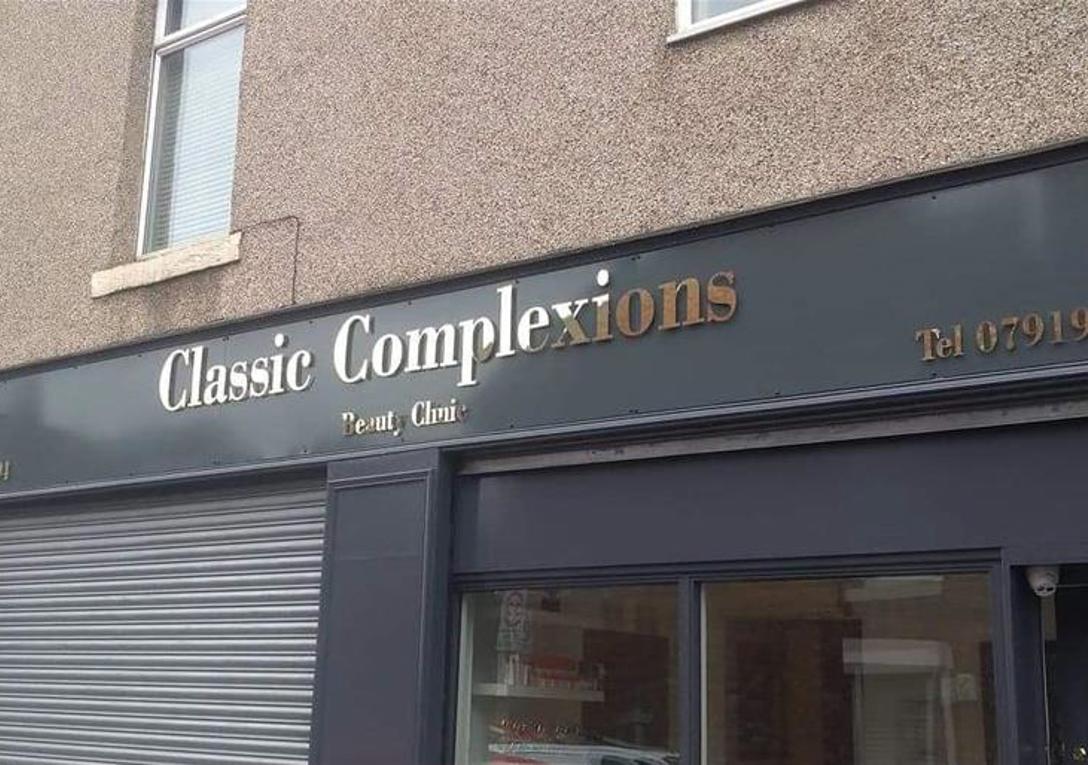 Classic Complexions
Beauty Clinic
Tel 07919